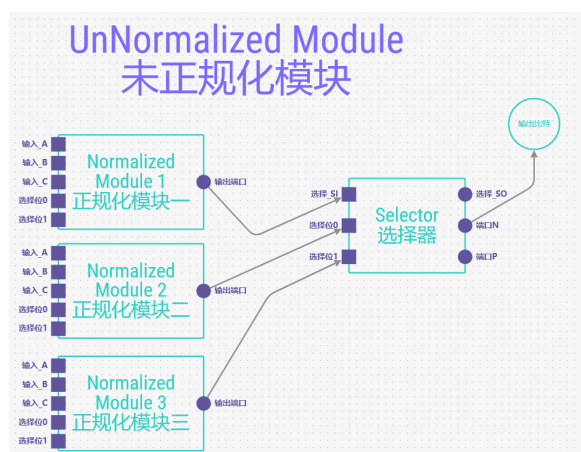 UnNormalized Module
未正规化模块
输出比特
输入_A
输入_B
输入_C
选择位0
选择位1
Normalized
Module 1
正规化模块一
输出端口
输入_A
输入_B
输入_C
选择位0
选择位1
Normalized
Module 2
正规化模块二
输出端口
输入_A
输入_B
输入_C
选择位0
选择位1
Normalized
Module 3
正规化模块三
输出端口
选择_SI
选择位0
选择位1
Selector
选择器
选择_SO
端口N
端口P